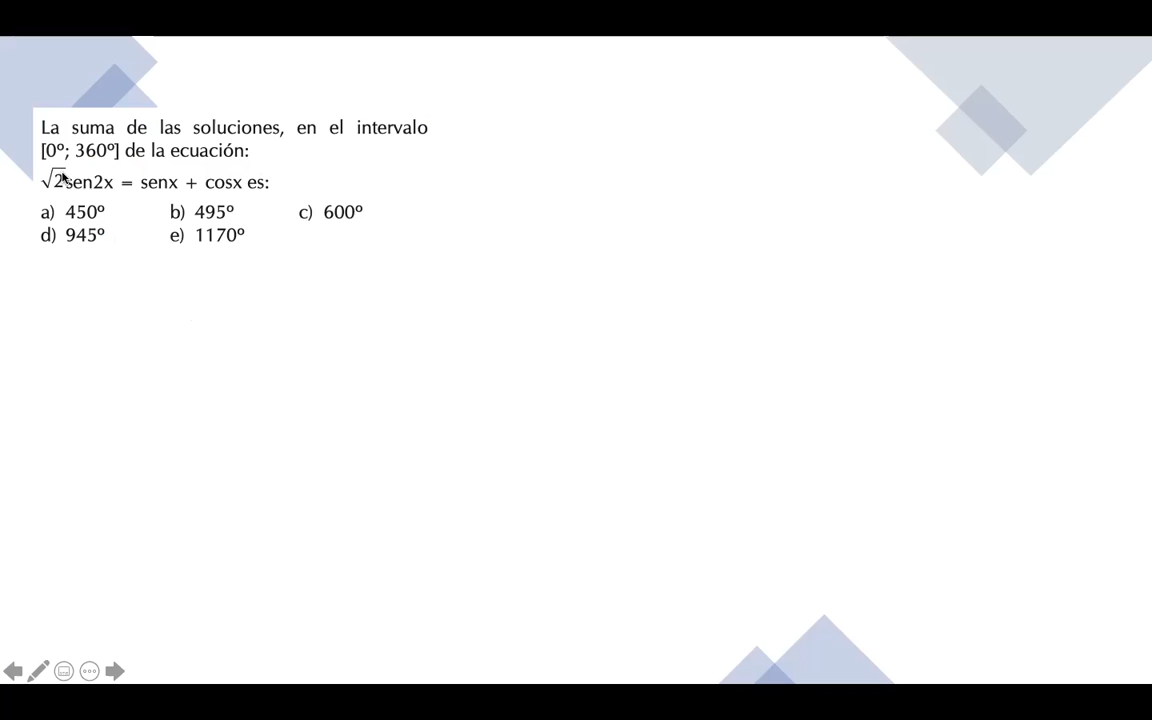 La suma de las soluciones, en el intervalo
[0º; 360º] de la ecuación:
√2sen2x = senx + cosx es:
a) 450º b) 495º c) 600º
d) 945º e) 1170º